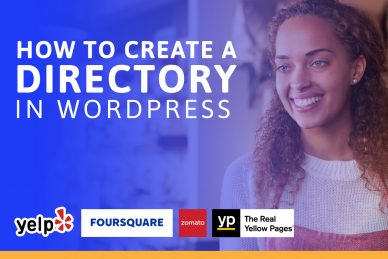 HOW TO CREATE A
DIRECTORY
IN WORDPRESS
yelp
FOURSQUARE
zomato
yp
The Real
Yellow Pages